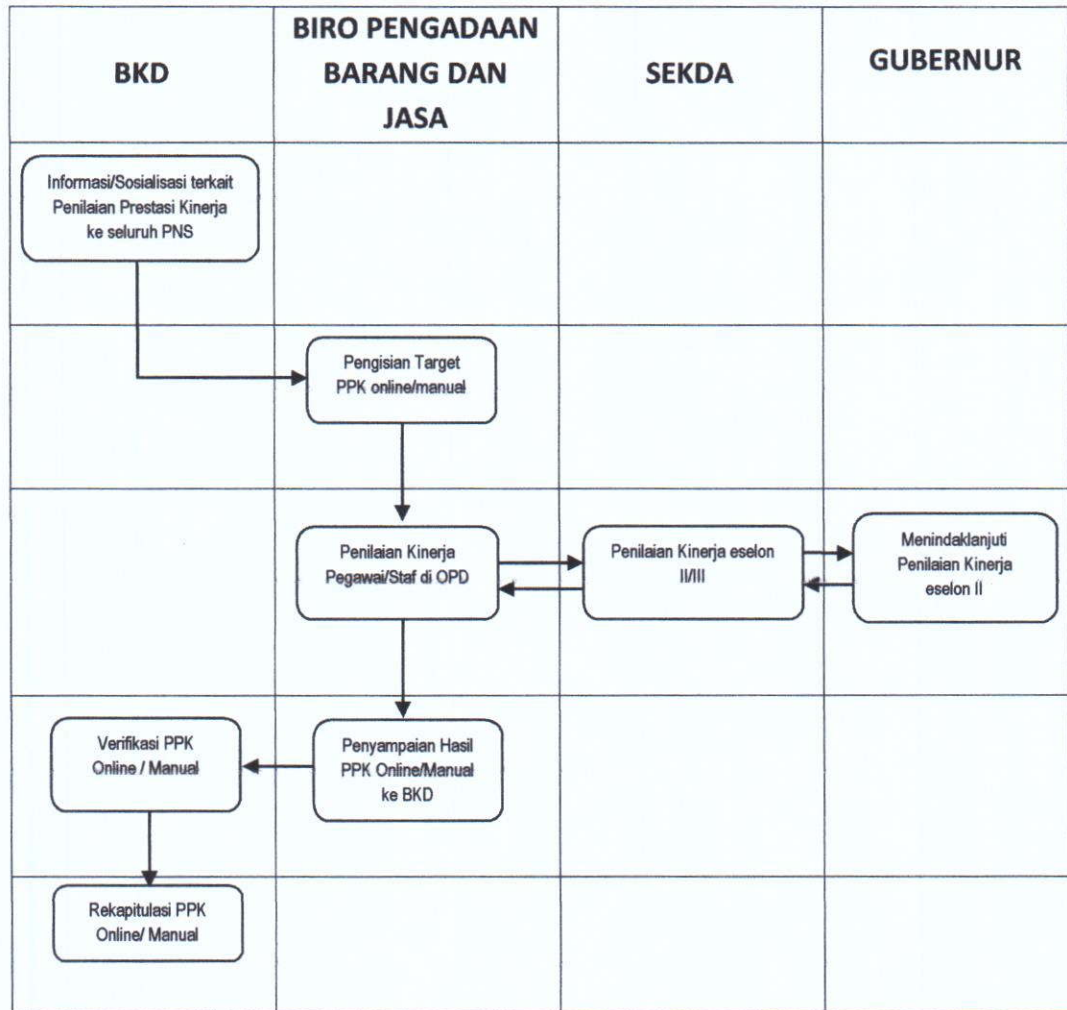 BKD
BIRO PENGADAAN
BARANG DAN
JASA
SEKDA
GUBERNUR
Informasi/Sosialisasi terkait
Penilaian Prestasi Kinerja
ke seluruh PNS
Pengisian Target
PPK online/manual
Penilaian Kinerja
Pegawai/Staf di OPD
Penilaian Kinerja eselon
II/III
Menindaklanjuti
Penilaian Kinerja
eselon II
Verifikasi PPK
Online / Manual
Penyampaian Hasil
PPK Online/Manual
ke BKD
Rekapitulasi PPK
Online/ Manual